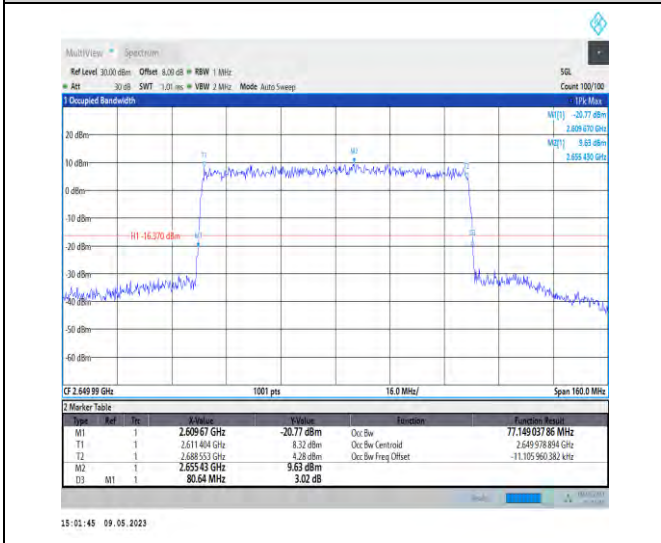 MultiView Spectrum
Ref Level 30.00 dBm Offset 8.00 dB RBW 1 MHz SGL
Att 30 dB SWT 1.01 ms VBW 2 MHz Mode Auto Sweep Count 100/100
1 Occupied Bandwidth 1Pk Max
M1[1] -20.77 dBm
2.609 670 GHz
M2[1] 9.63 dBm
2.655 430 GHz
20 dBm
T1
M2
T2
10 dBm
0 dBm
-10 dBm
H1 -16.370 dBm
M1
D3
-20 dBm
-30 dBm
-40 dBm
-50 dBm
-60 dBm
CF 2.649 99 GHz 1001 pts 16.0 MHz/ Span 160.0 MHz
2 Marker Table
Type Ref Trc X-Value Y-Value Function Function Result
M1 1 2.609 67 GHz -20.77 dBm Occ Bw 77.149 037 86 MHz
T1 1 2.611 404 GHz 8.32 dBm Occ Bw Centroid 2.649 978 894 GHz
T2 1 2.688 553 GHz 4.28 dBm Occ Bw Freq Offset -11.105 960 382 kHz
M2 1 2.655 43 GHz 9.63 dBm
D3 M1 1 80.64 MHz 3.02 dB
15:01:45 09.05.2023